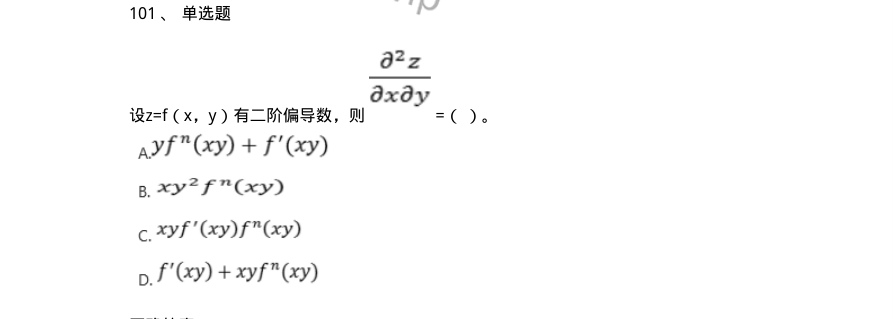 101 、 单选题
设z=f ( x，y ) 有二阶偏导数，则 ∂²z/∂x∂y = (   ) 。
A. yfⁿ(xy) + f′(xy)
B. xy²fⁿ(xy)
C. xyf′(xy)fⁿ(xy)
D. f′(xy) + xyfⁿ(xy)